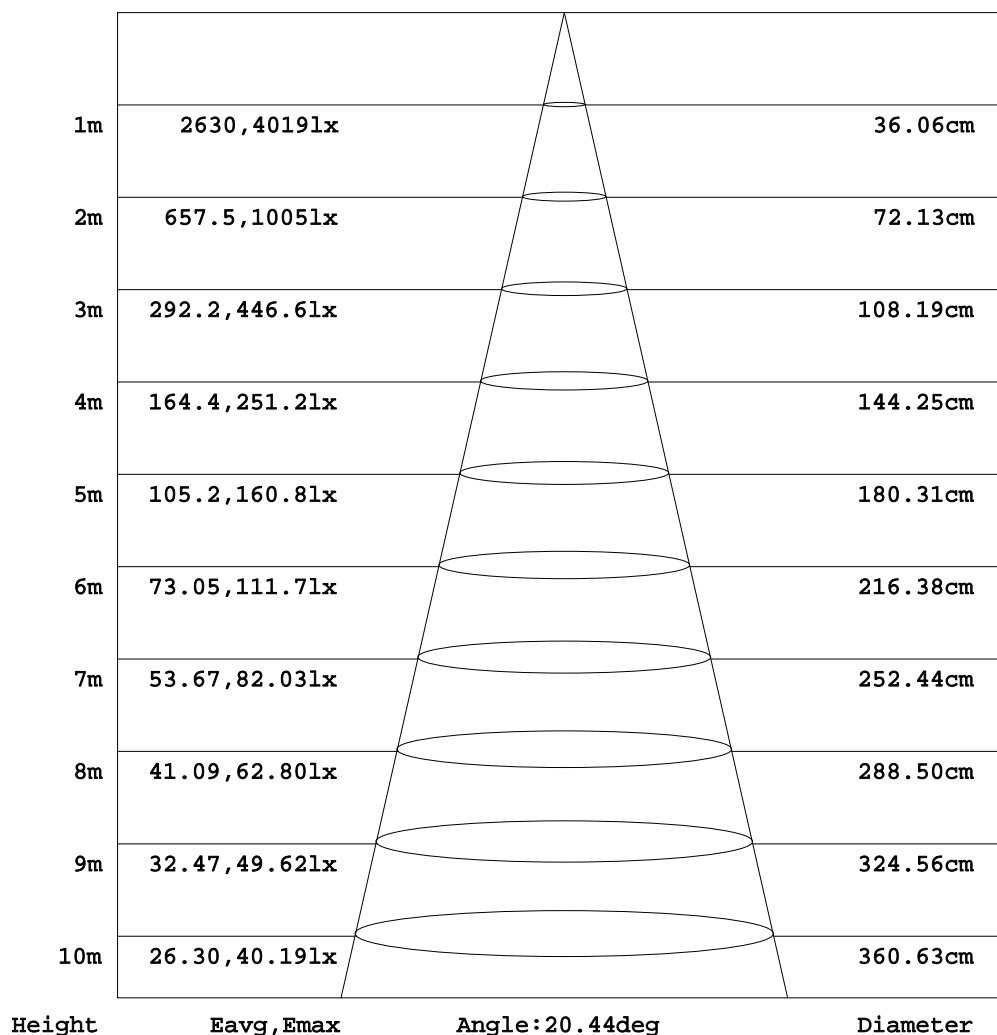 1m 2630,4019lx 36.06cm
2m 657.5,1005lx 72.13cm
3m 292.2,446.6lx 108.19cm
4m 164.4,251.2lx 144.25cm
5m 105.2,160.8lx 180.31cm
6m 73.05,111.7lx 216.38cm
7m 53.67,82.03lx 252.44cm
8m 41.09,62.80lx 288.50cm
9m 32.47,49.62lx 324.56cm
10m 26.30,40.19lx 360.63cm
Height Eavg,Emax Angle:20.44deg Diameter